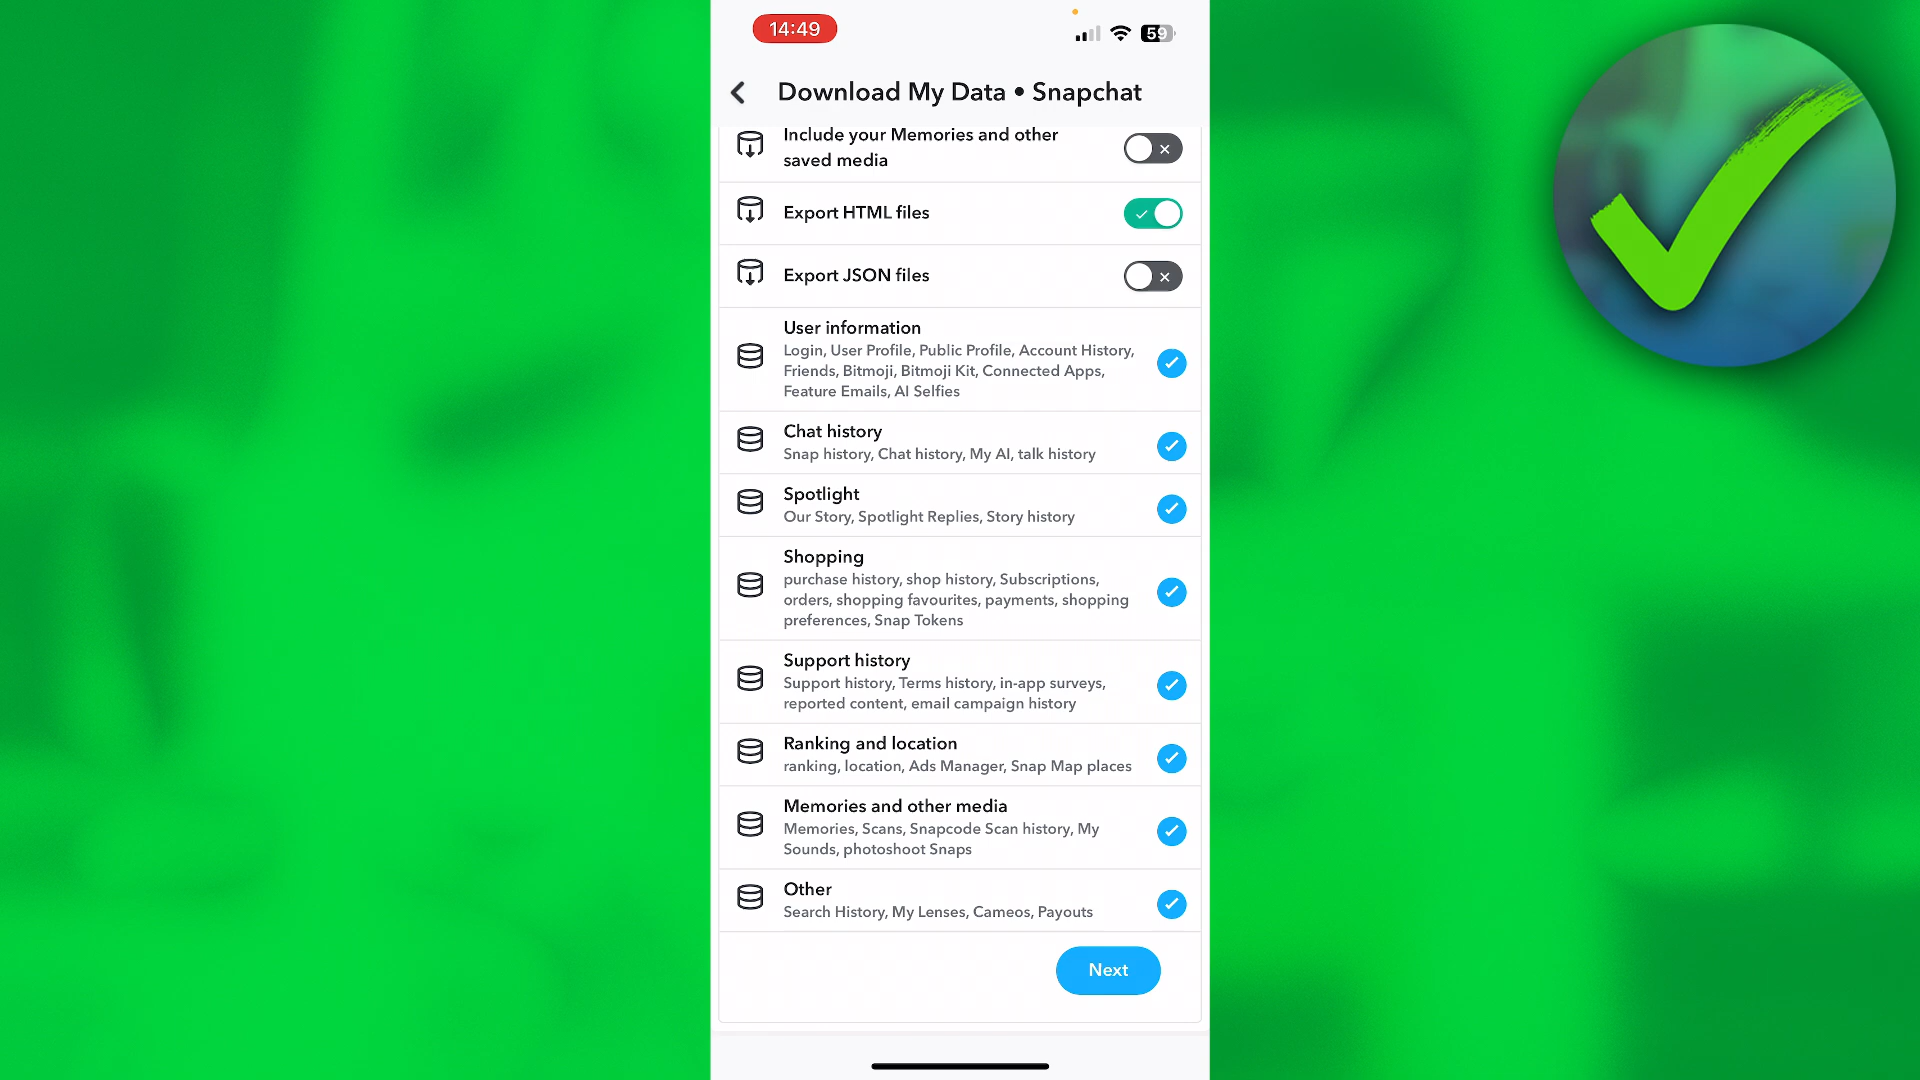 14:49
59
Download My Data • Snapchat
Include your Memories and other
saved media
Export HTML files
Export JSON files
User information
Login, User Profile, Public Profile, Account History,
Friends, Bitmoji, Bitmoji Kit, Connected Apps,
Feature Emails, AI Selfies
Chat history
Snap history, Chat history, My AI, talk history
Spotlight
Our Story, Spotlight Replies, Story history
Shopping
purchase history, shop history, Subscriptions,
orders, shopping favourites, payments, shopping
preferences, Snap Tokens
Support history
Support history, Terms history, in-app surveys,
reported content, email campaign history
Ranking and location
ranking, location, Ads Manager, Snap Map places
Memories and other media
Memories, Scans, Snapcode Scan history, My
Sounds, photoshoot Snaps
Other
Search History, My Lenses, Cameos, Payouts
Next